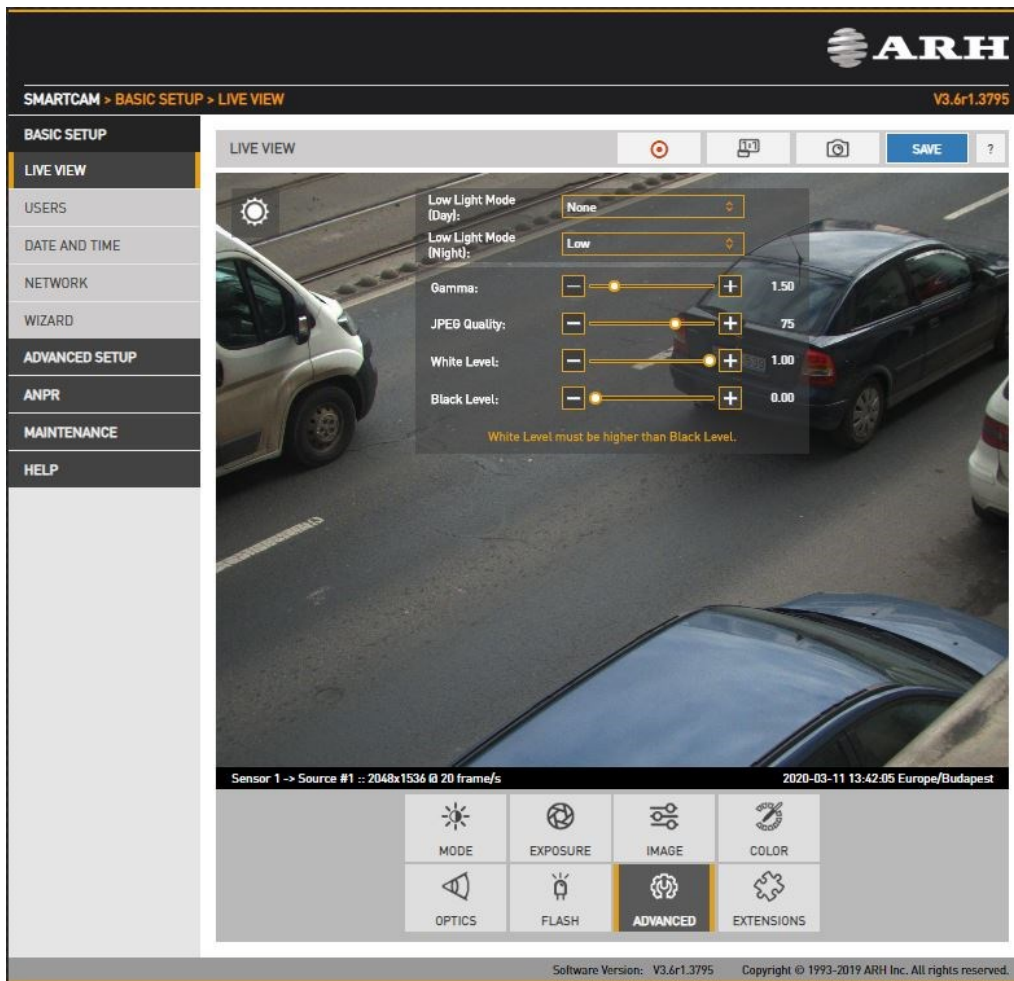 ARH
SMARTCAM > BASIC SETUP > LIVE VIEW
V3.6r1.3795
BASIC SETUP
LIVE VIEW
USERS
DATE AND TIME
NETWORK
WIZARD
ADVANCED SETUP
ANPR
MAINTENANCE
HELP
LIVE VIEW
1:1
SAVE
?
Low Light Mode
(Day):
None
Low Light Mode
(Night):
Low
Gamma:
1.50
JPEG Quality:
75
White Level:
1.00
Black Level:
0.00
White Level must be higher than Black Level.
Sensor 1 -> Source #1 :: 2048x1536 @ 20 frame/s
2020-03-11 13:42:05 Europe/Budapest
MODE
EXPOSURE
IMAGE
COLOR
OPTICS
FLASH
ADVANCED
EXTENSIONS
Software Version: V3.6r1.3795
Copyright © 1993-2019 ARH Inc. All rights reserved.